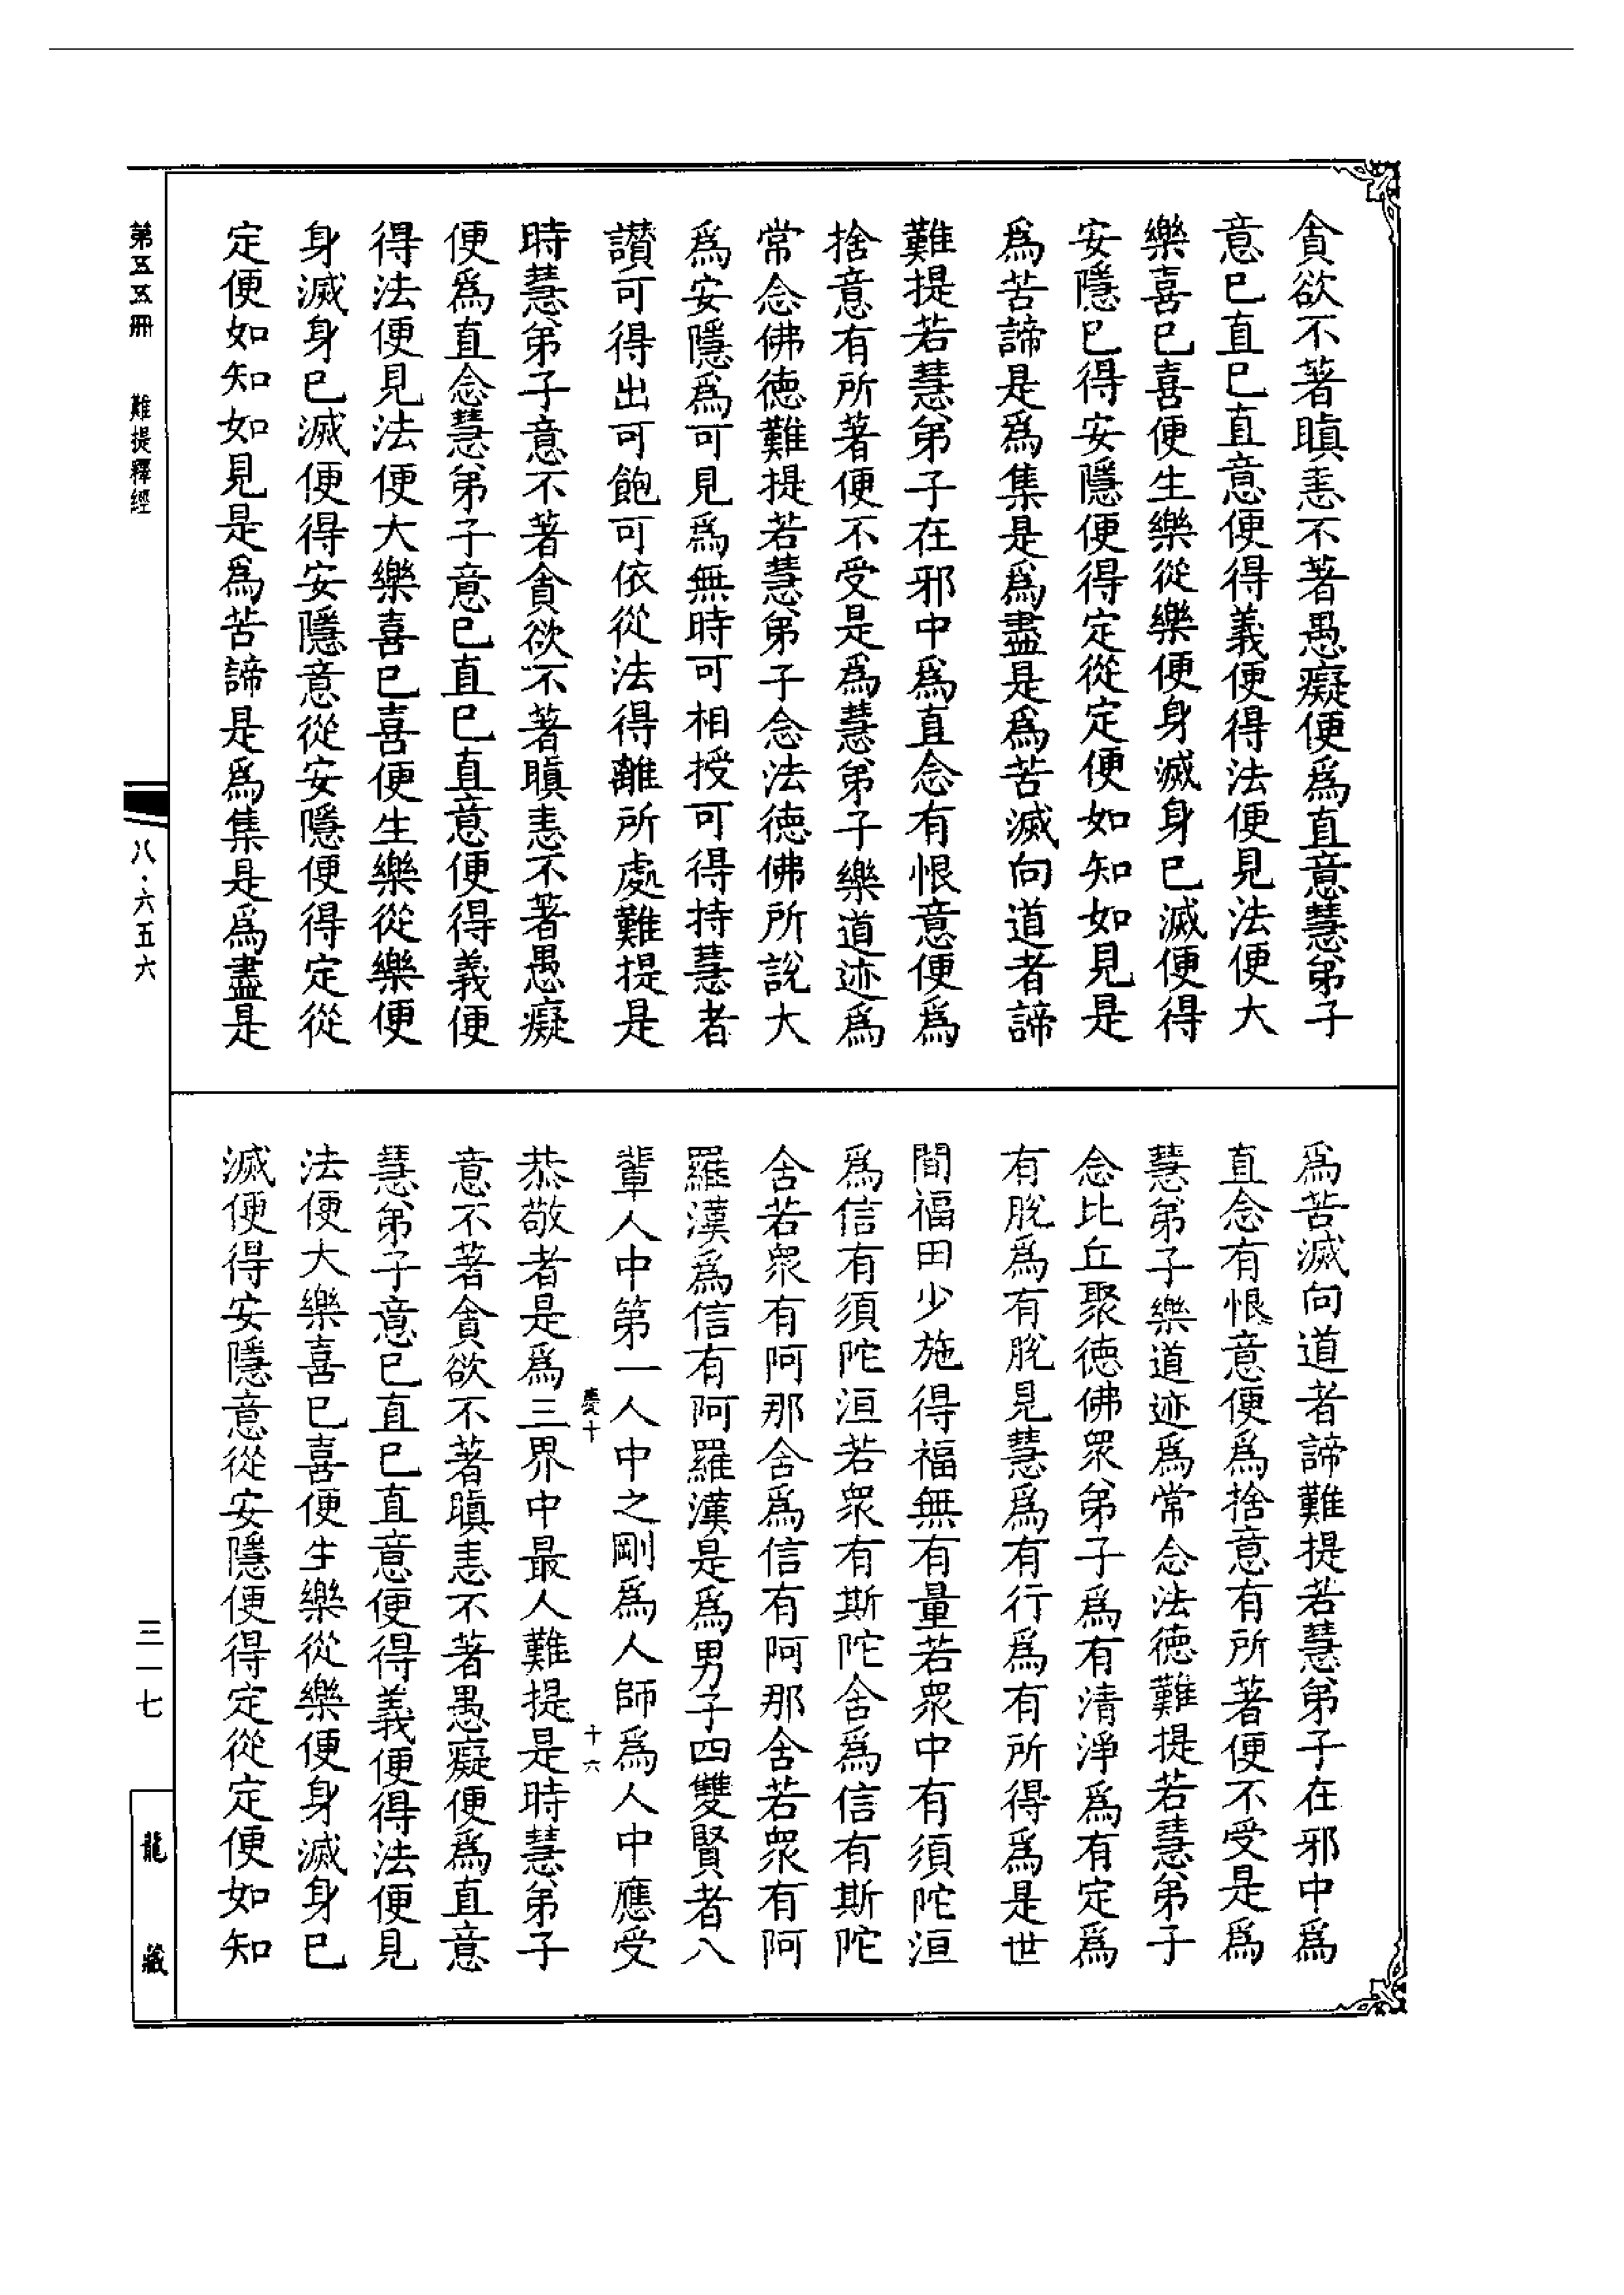 貪欲不著瞋恚不著愚癡便爲直意慧弟子
意已直已直意便得義便得法便見法便大
樂喜已喜便生樂從樂便身滅身已滅便得
安隱已得安隱便得定從定便如知如見是
爲苦諦是爲集是爲盡是爲苦滅向道者諦
難提若慧弟子在邪中爲直念有恨意便爲
捨意有所著便不受是爲慧弟子樂道迹爲
常念佛德難提若慧弟子念法德佛所說大
爲安隱爲可見爲無時可相授可得持慧者
讚可得出可飽可依從法得離所處難提是
時慧弟子意不著貪欲不著瞋恚不著愚癡
便爲直念慧弟子意已直已直意便得義便
得法便見法便大樂喜已喜便生樂從樂便
身滅身已滅便得安隱意從安隱便得定從
定便如知如見是爲苦諦是爲集是爲盡是
爲苦滅向道者諦難提若慧弟子在邪中爲
直念有恨意便爲捨意有所著便不受是爲
慧弟子樂道迹爲常念法德難提若慧弟子
念比丘聚德佛衆弟子爲有清淨爲有定爲
有脫爲有脫見慧爲有行爲有所得爲是世
間福田少施得福無有量若衆中有須陀洹
爲信有須陀洹若衆有斯陀舍爲信有斯陀
舍若衆有阿那舍爲信有阿那舍若衆有阿
羅漢爲信有阿羅漢是爲男子四雙賢者八
輩人中第一人中之剛爲人師爲人中應受
慶十
十六
恭敬者是爲三界中最人難提是時慧弟子
意不著貪欲不著瞋恚不著愚癡便爲直意
慧弟子意已直已直意便得義便得法便見
法便大樂喜已喜便生樂從樂便身滅身已
滅便得安隱意從安隱便得定從定便如知
第五五冊
難提釋經
八·六五六
三一七
龍藏